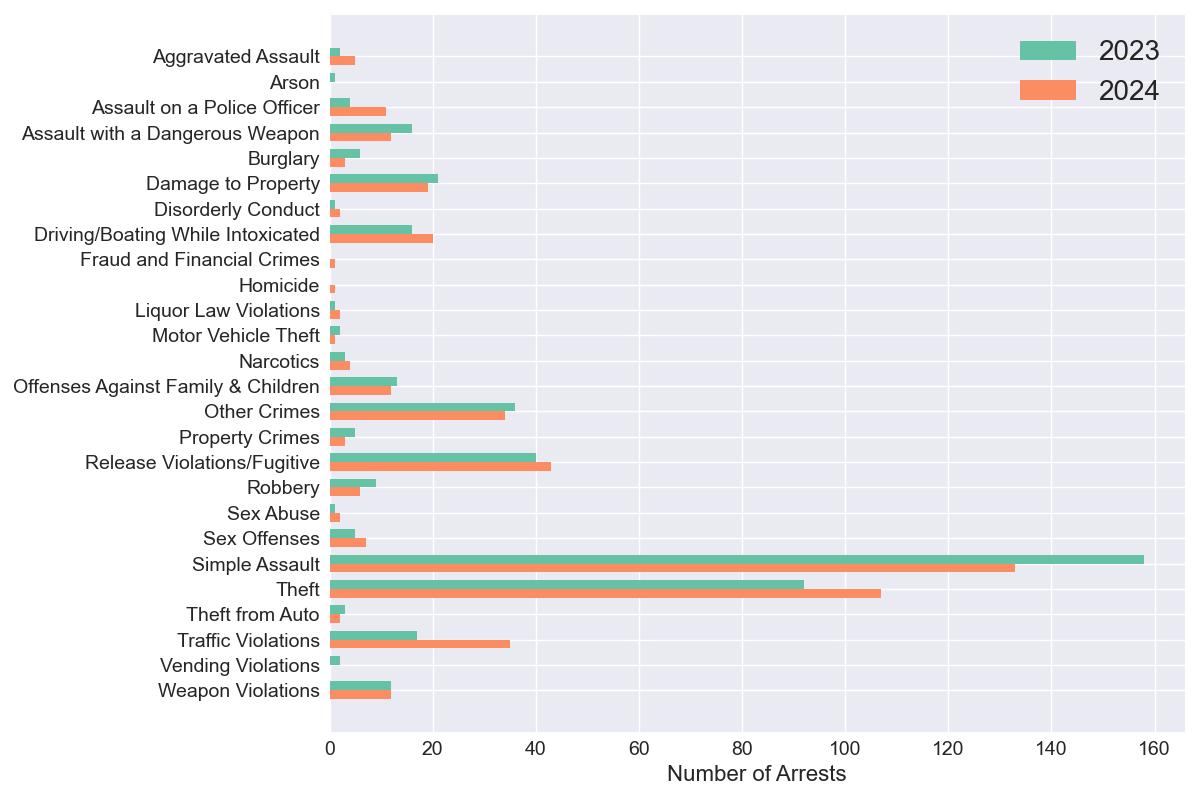 2023
2024
Aggravated Assault
Arson
Assault on a Police Officer
Assault with a Dangerous Weapon
Burglary
Damage to Property
Disorderly Conduct
Driving/Boating While Intoxicated
Fraud and Financial Crimes
Homicide
Liquor Law Violations
Motor Vehicle Theft
Narcotics
Offenses Against Family & Children
Other Crimes
Property Crimes
Release Violations/Fugitive
Robbery
Sex Abuse
Sex Offenses
Simple Assault
Theft
Theft from Auto
Traffic Violations
Vending Violations
Weapon Violations
0 20 40 60 80 100 120 140 160
Number of Arrests